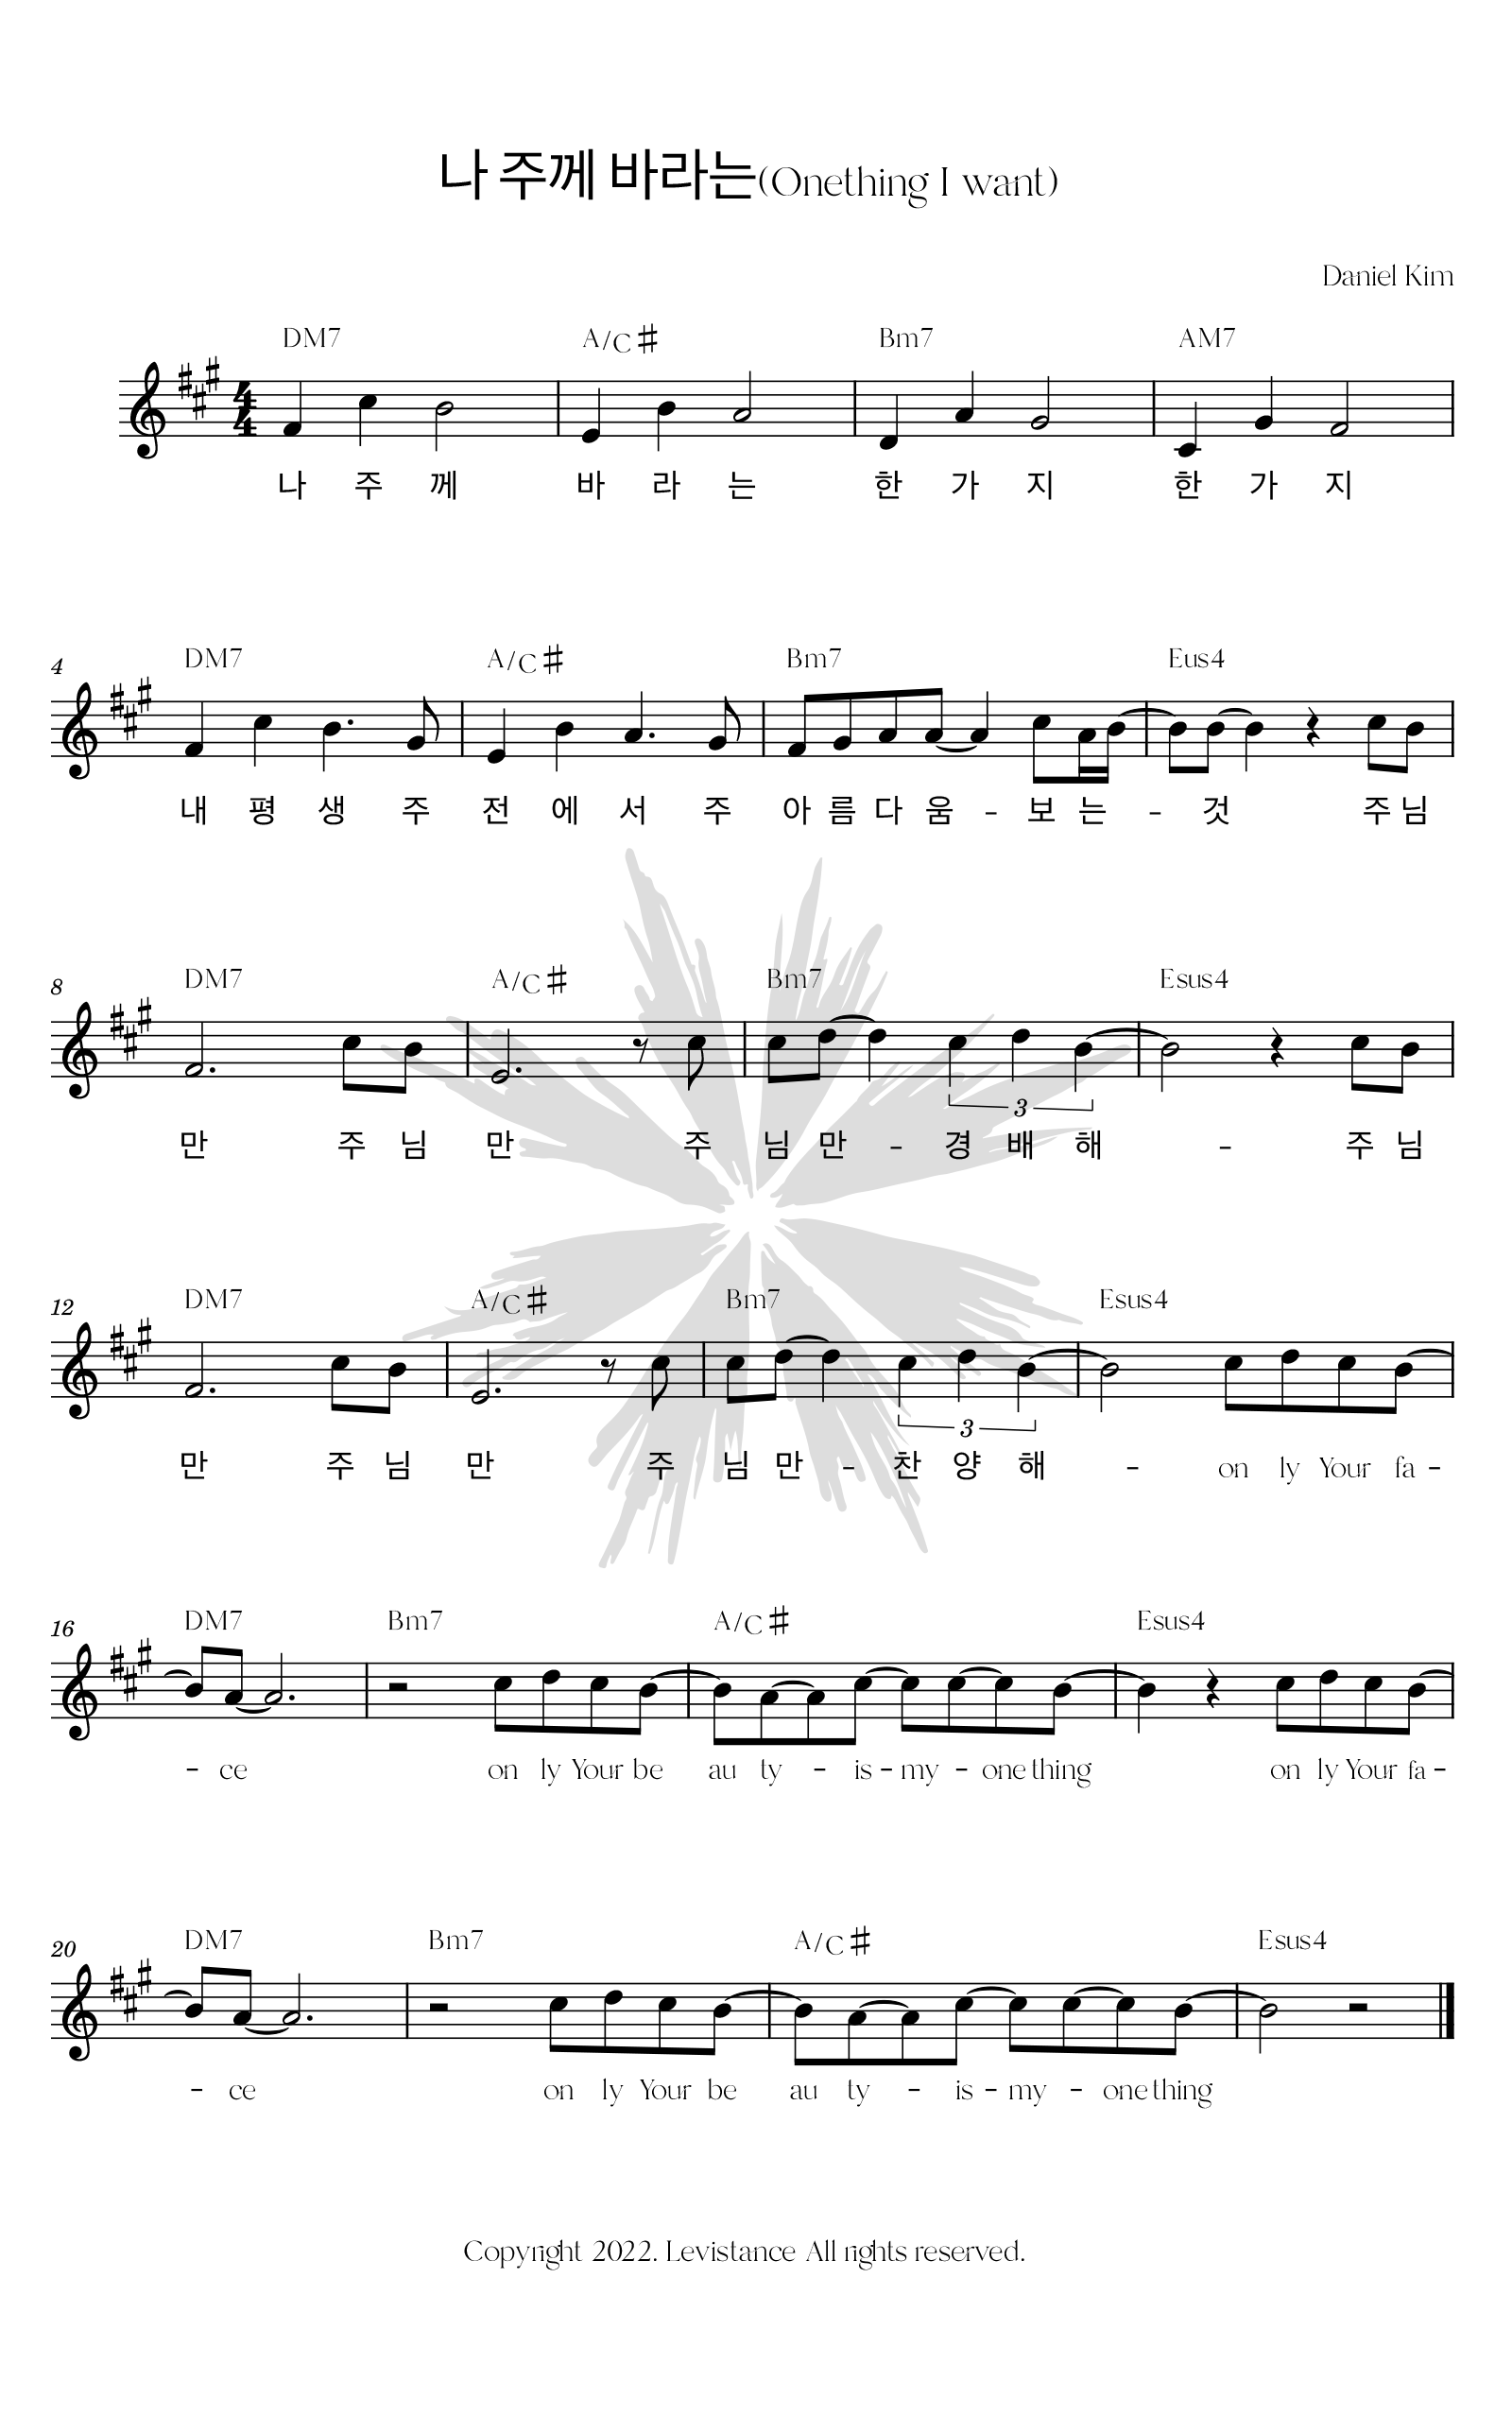 나 주께 바라는(Onething I want)
Daniel Kim
DM7 A/C♯ Bm7 AM7
4/4
나 주 께 바 라 는 한 가 지 한 가 지
4 DM7 A/C♯ Bm7 Eus4
내 평 생 주 전 에 서 주 아 름 다 움 - 보 는 - 것 주 님
8 DM7 A/C♯ Bm7 Esus4
3
만 주 님 만 주 님 만 - 경 배 해 - 주 님
12 DM7 A/C♯ Bm7 Esus4
3
만 주 님 만 주 님 만 - 찬 양 해 - on ly Your fa -
16 DM7 Bm7 A/C♯ Esus4
- ce on ly Your be au ty - is - my - one thing on ly Your fa -
20 DM7 Bm7 A/C♯ Esus4
- ce on ly Your be au ty - is - my - one thing
Copyright 2022. Levistance All rights reserved.